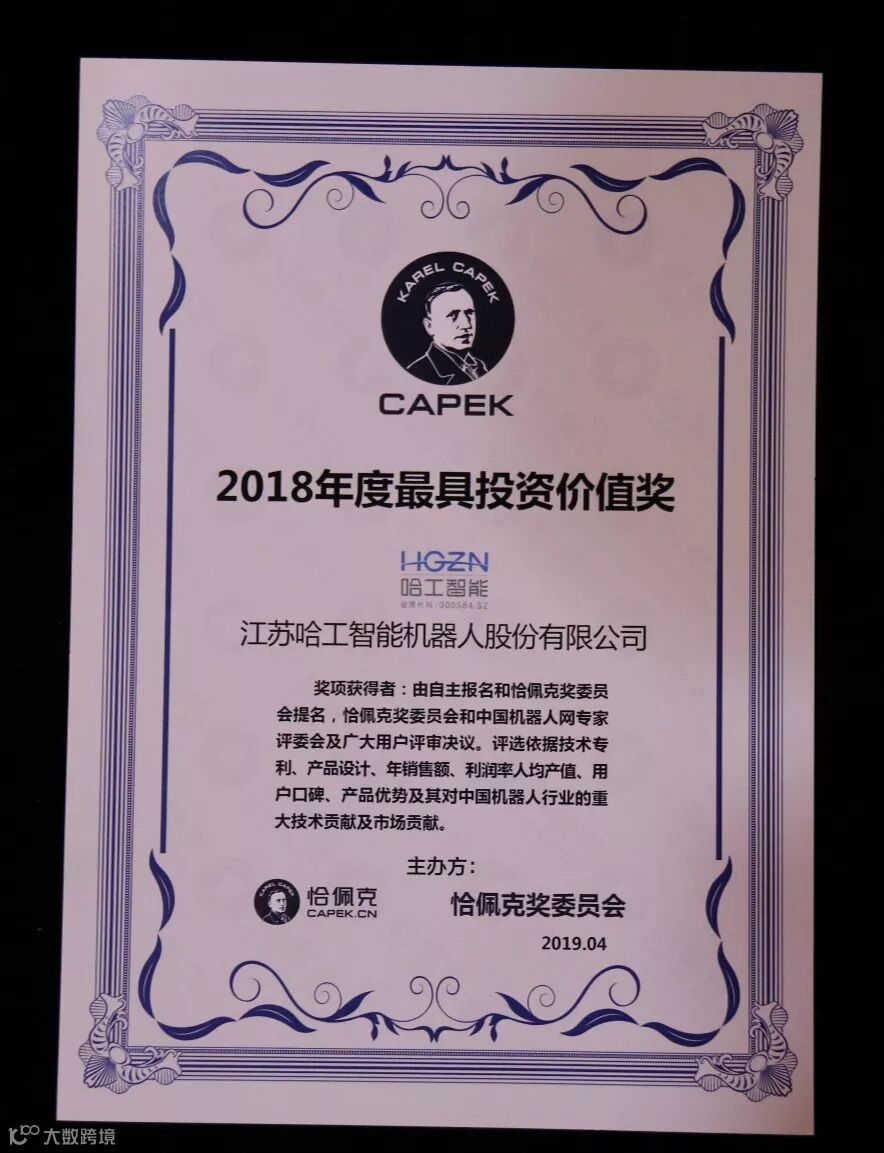 KAREL CAPEK
CAPEK
2018年度最具投资价值奖
HGZN
哈工智能
股票代码:000584.SZ
江苏哈工智能机器人股份有限公司
奖项获得者：由自主报名和恰佩克奖委员
会提名，恰佩克奖委员会和中国机器人网专家
评委会及广大用户评审决议。评选依据技术专
利、产品设计、年销售额、利润率人均产值、用
户口碑、产品优势及其对中国机器人行业的重
大技术贡献及市场贡献。
主办方：
KAREL CAPEK
恰佩克
CAPEK.CN
恰佩克奖委员会
2019.04
大数跨境